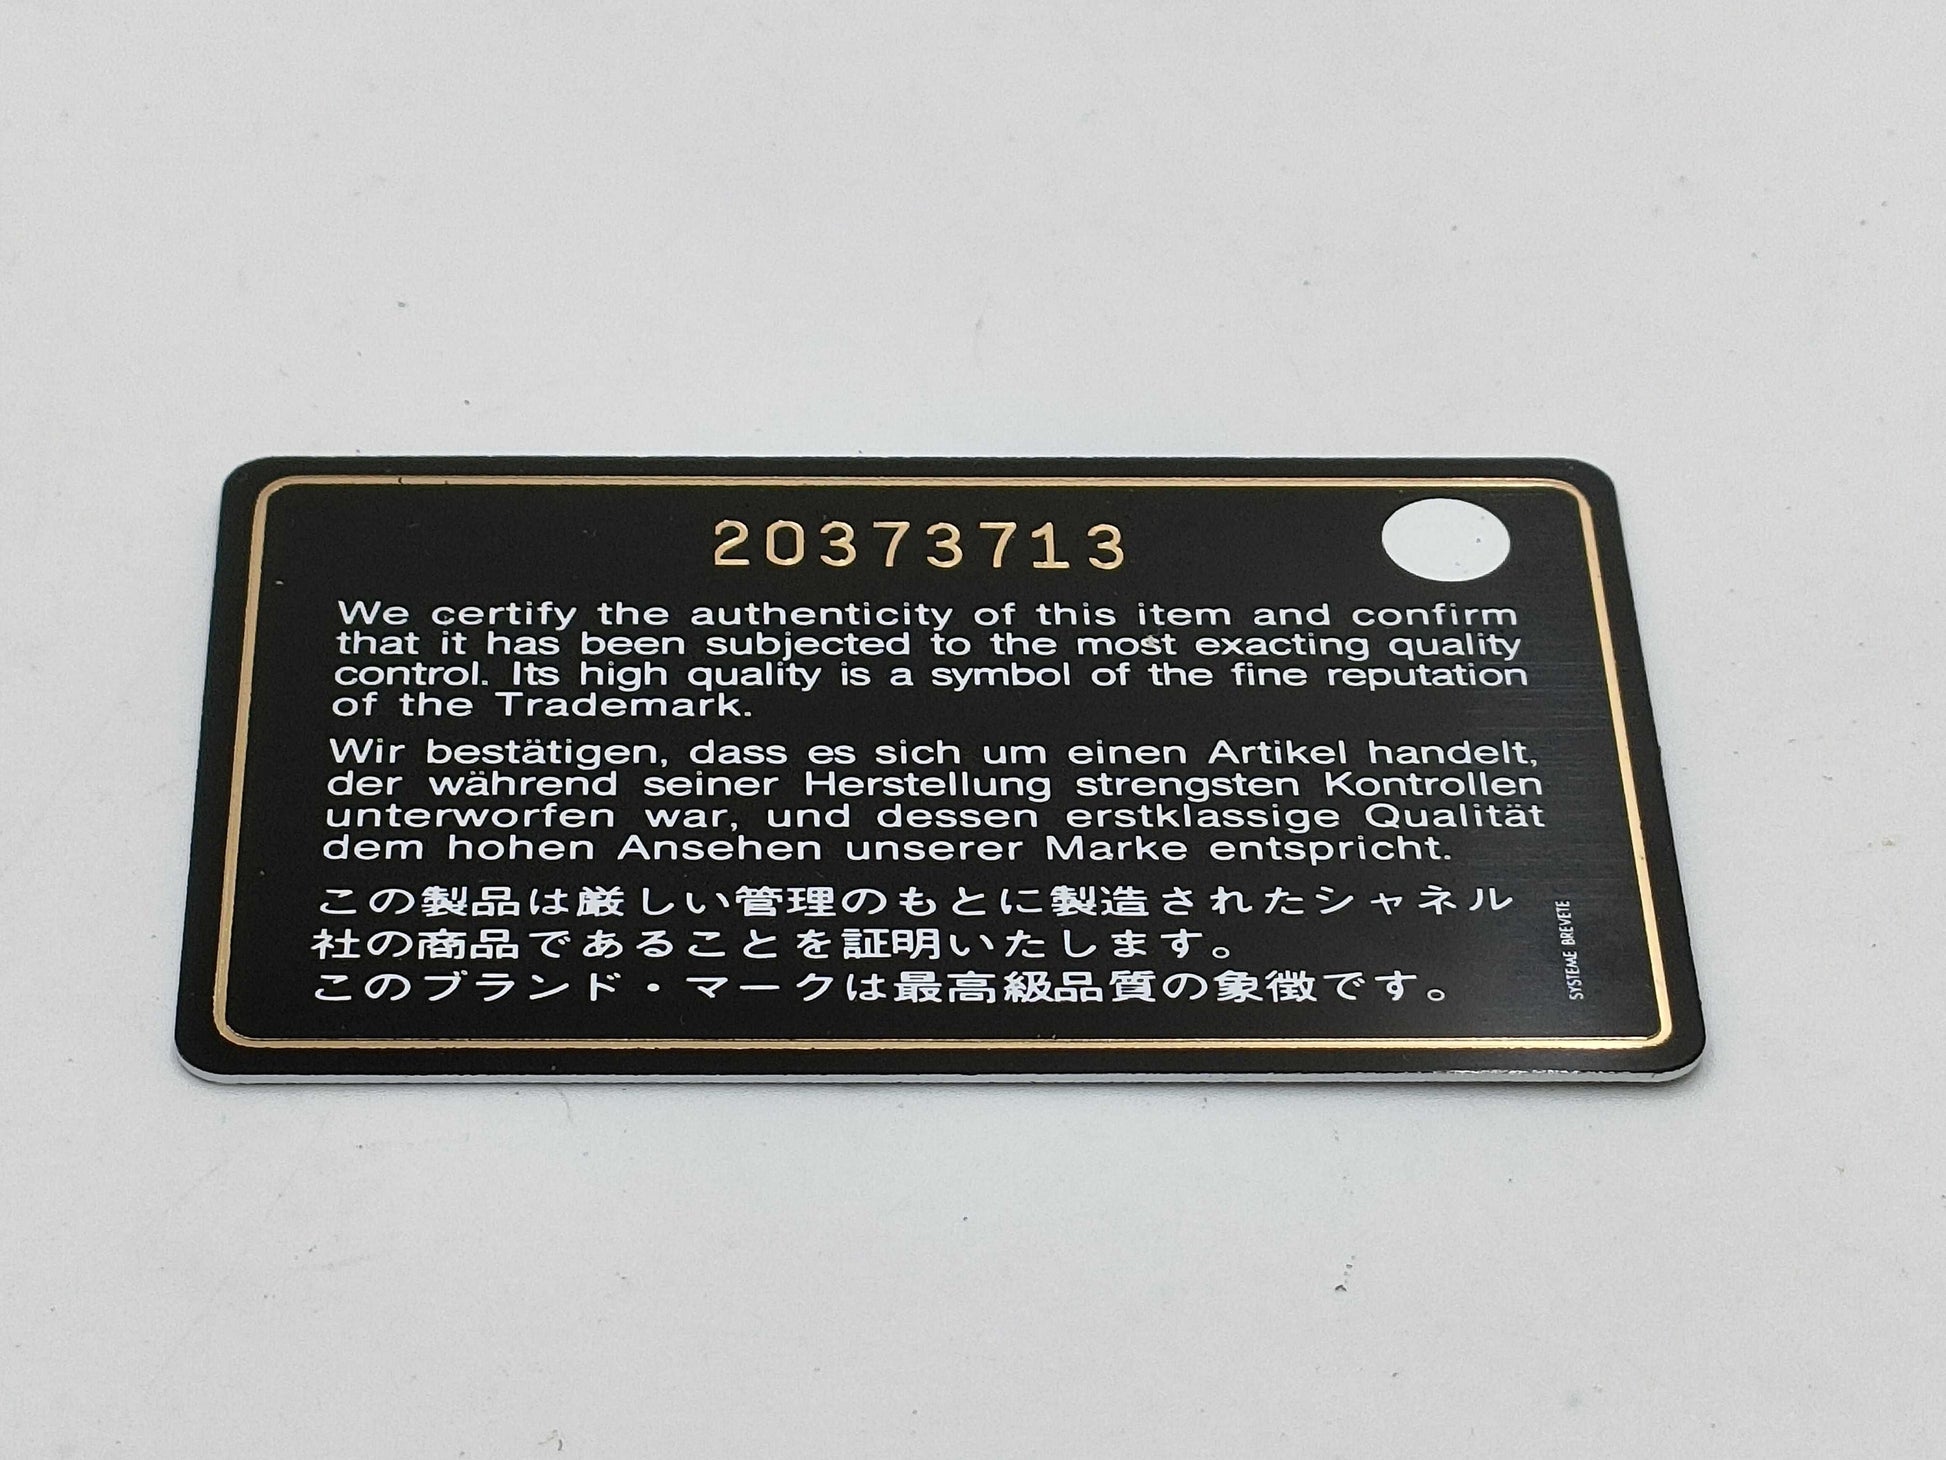 20373713
We certify the authenticity of this item and confirm
that it has been subjected to the most exacting quality
control. Its high quality is a symbol of the fine reputation
of the Trademark.
Wir bestätigen, dass es sich um einen Artikel handelt,
der während seiner Herstellung strengsten Kontrollen
unterworfen war, und dessen erstklassige Qualität
dem hohen Ansehen unserer Marke entspricht.
この製品は厳しい管理のもとに製造されたシャネル
社の商品であることを証明いたします。
このブランド・マークは最高級品質の象徴です。
SYSTEME BREVETE